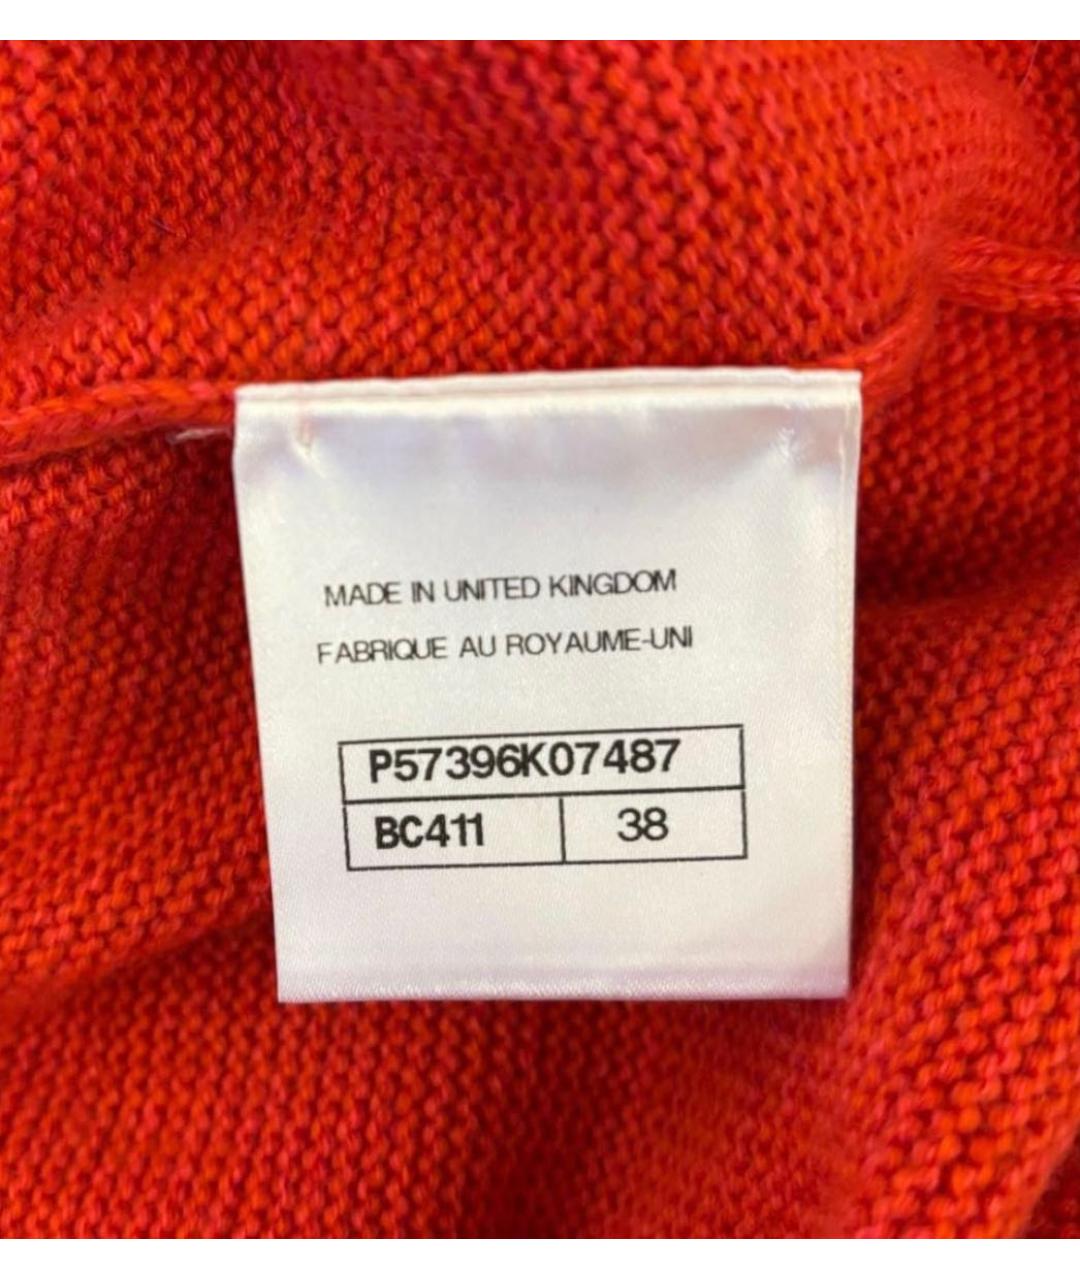 MADE IN UNITED KINGDOM
FABRIQUE AU ROYAUME-UNI
P57396K07487
BC411 38